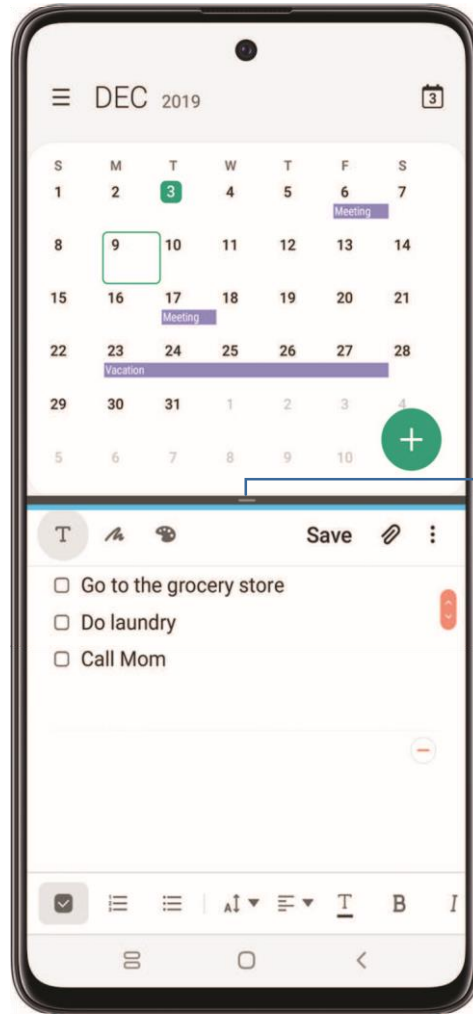 DEC 2019
3
S M T W T F S
1 2 3 4 5 6 7
Meeting
8 9 10 11 12 13 14
15 16 17 18 19 20 21
Meeting
22 23 24 25 26 27 28
Vacation
29 30 31 1 2 3 4
5 6 7 8 9 10
T Save
Go to the grocery store
Do laundry
Call Mom
A T B I